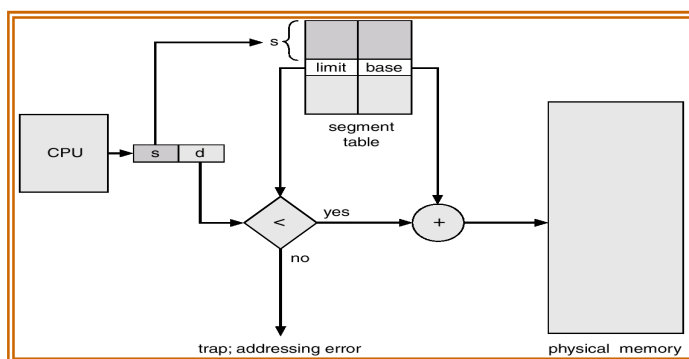 s
limit base
segment
table
CPU
s d
<
yes
+
no
trap; addressing error
physical memory